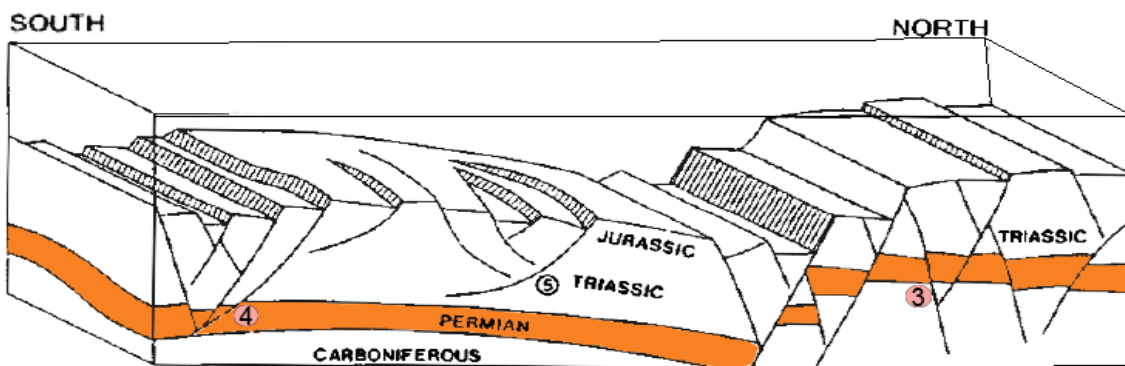 SOUTH
NORTH
JURASSIC
TRIASSIC
5 TRIASSIC
3
4
PERMIAN
CARBONIFEROUS